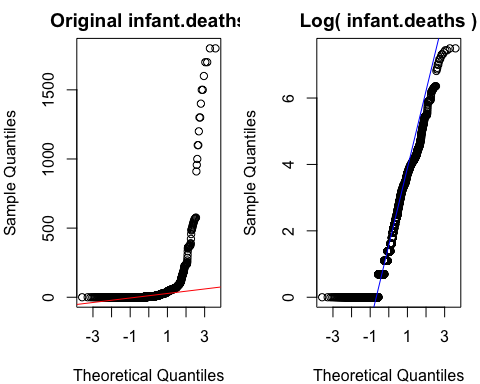 Original infant.deaths
Sample Quantiles
0 500 1000 1500
-3 -1 1 3
Theoretical Quantiles
Log( infant.deaths )
Sample Quantiles
0 2 4 6
-3 -1 1 3
Theoretical Quantiles